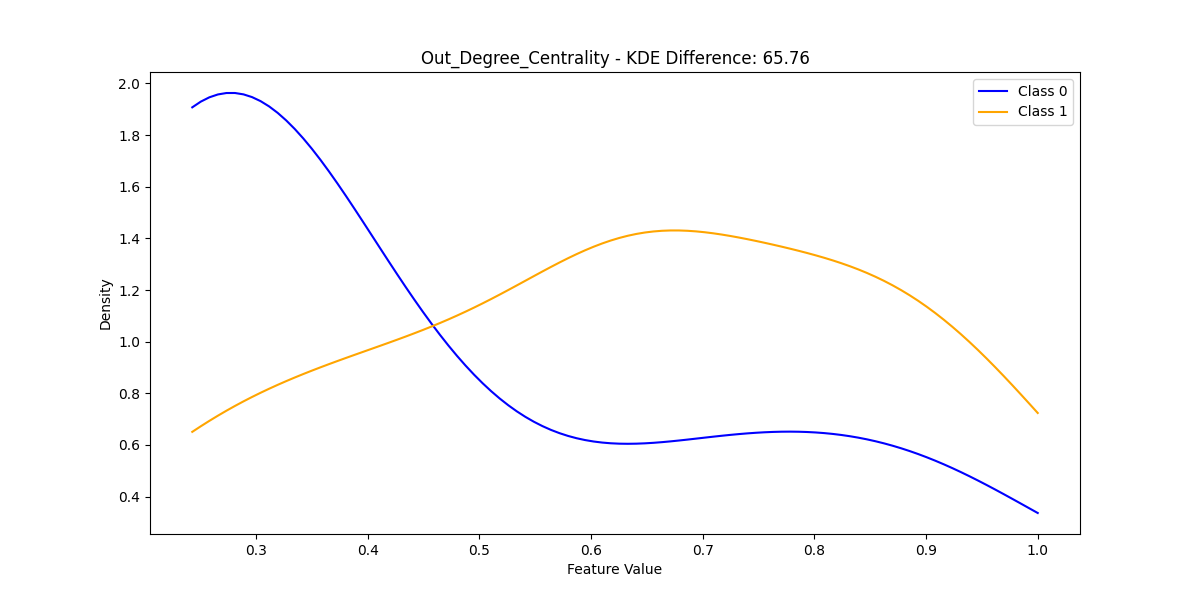 Out_Degree_Centrality - KDE Difference: 65.76
Class 0
Class 1
2.0
1.8
1.6
1.4
1.2
1.0
0.8
0.6
0.4
Density
0.3 0.4 0.5 0.6 0.7 0.8 0.9 1.0
Feature Value